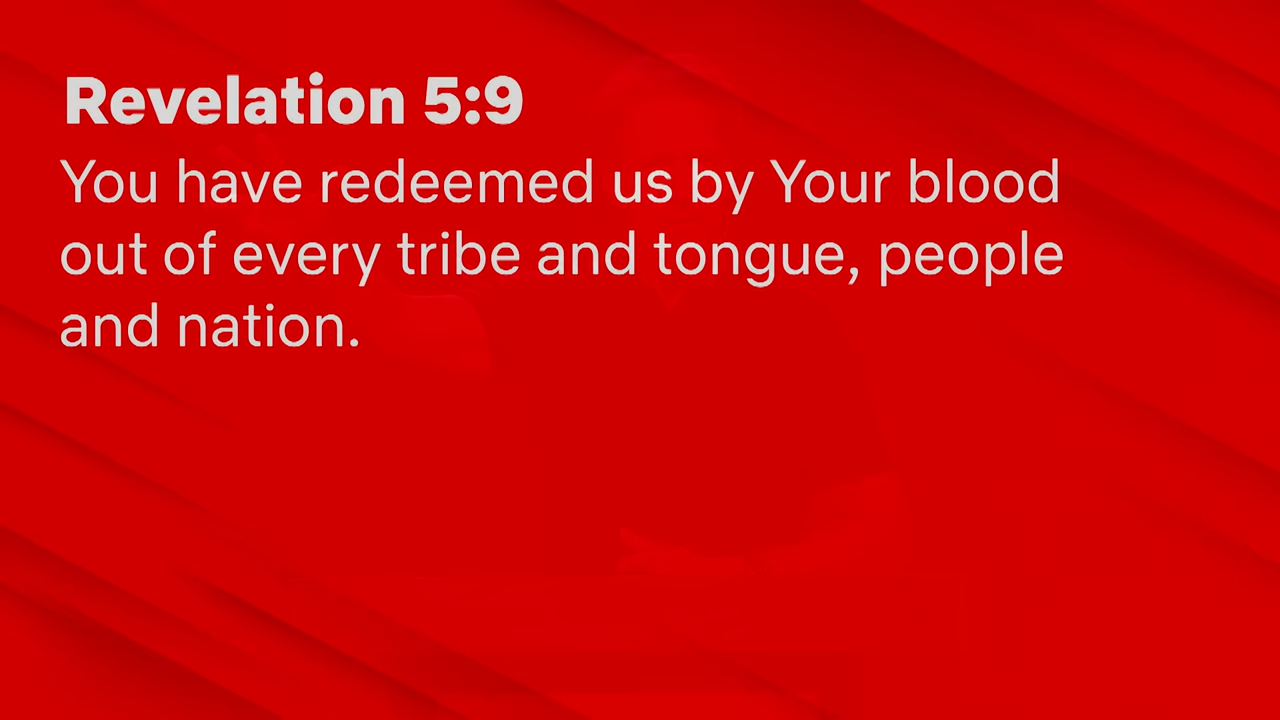 Revelation 5:9
You have redeemed us by Your blood
out of every tribe and tongue, people
and nation.